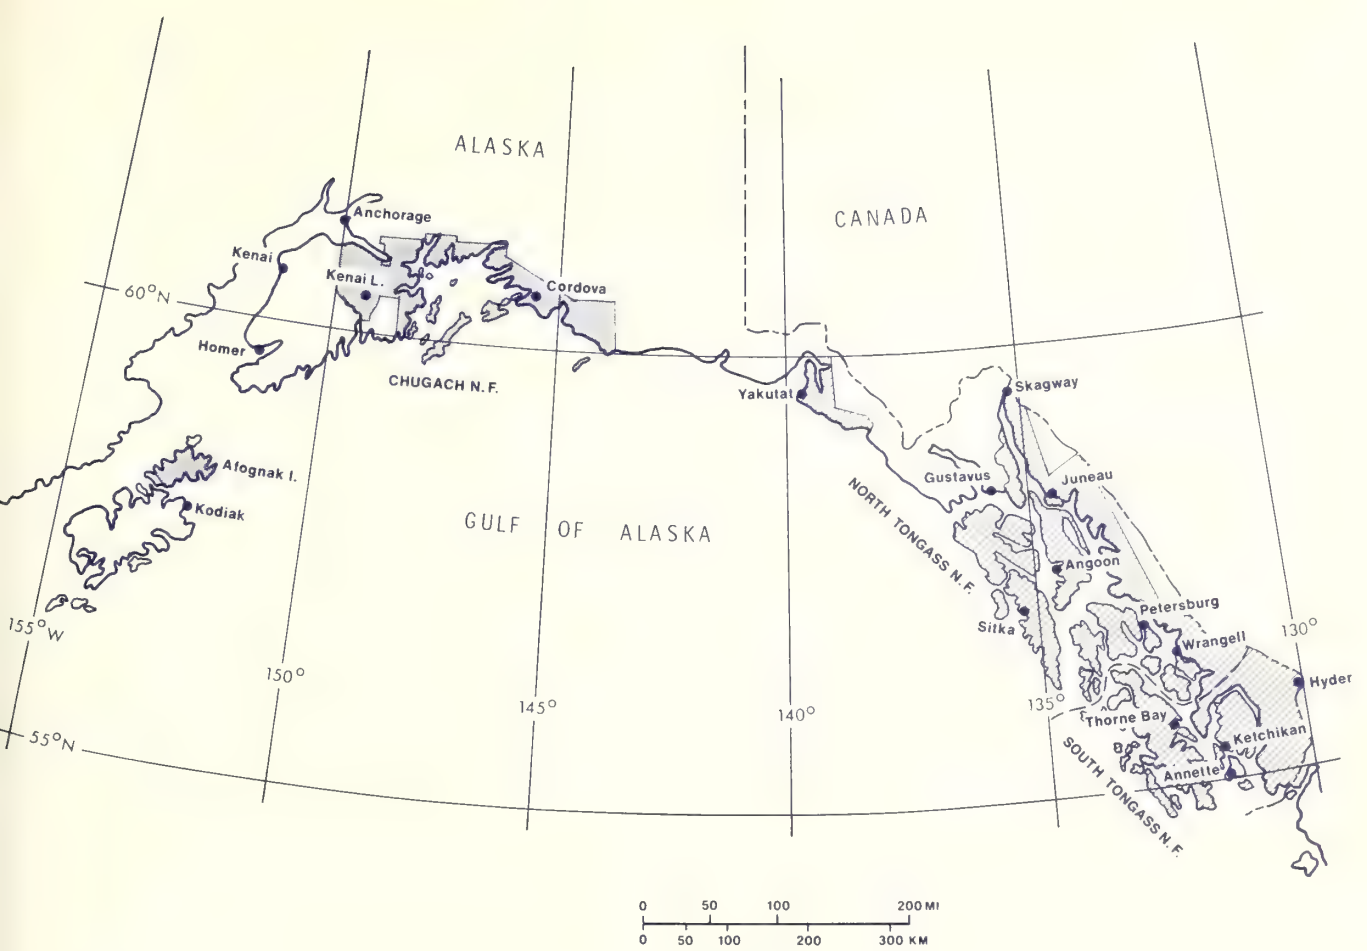 ALASKA
CANADA
Anchorage
Kenai
Kenai L.
Cordova
60°N
Homer
CHUGACH N.F.
Yakutat
Skagway
Afognak I.
Kodiak
Gustavus
Juneau
NORTH TONGASS N.F.
GULF OF ALASKA
Angoon
Petersburg
Sitka
Wrangell
155°W
130°
150°
Hyder
145°
140°
135°
Thorne Bay
Ketchikan
55°N
SOUTH TONGASS N.F.
Annette
0 50 100 200 MI
0 50 100 200 300 KM